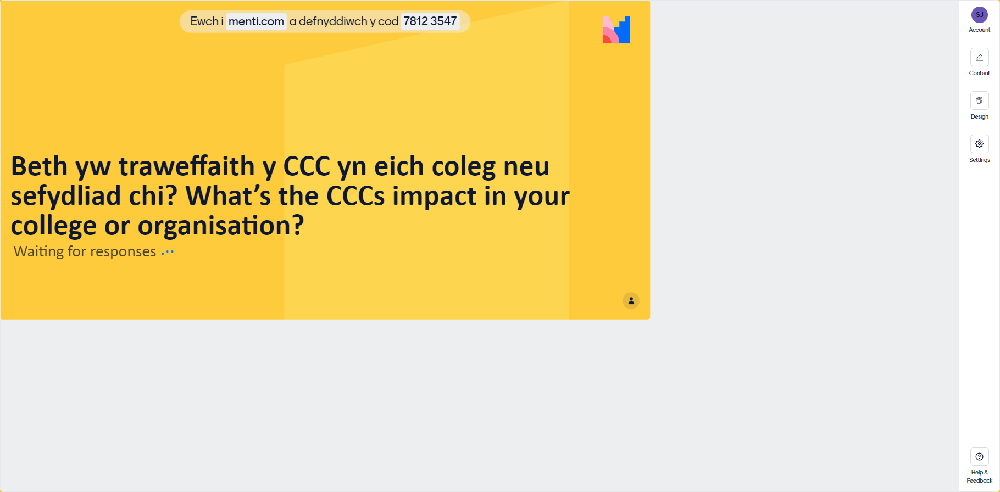 Ewch i menti.com a defnyddiwch y cod 7812 3547
Beth yw traweffaith y CCC yn eich coleg neu
sefydliad chi? What’s the CCCs impact in your
college or organisation?
Waiting for responses
SJ
Account
Content
Design
Settings
Help &
Feedback